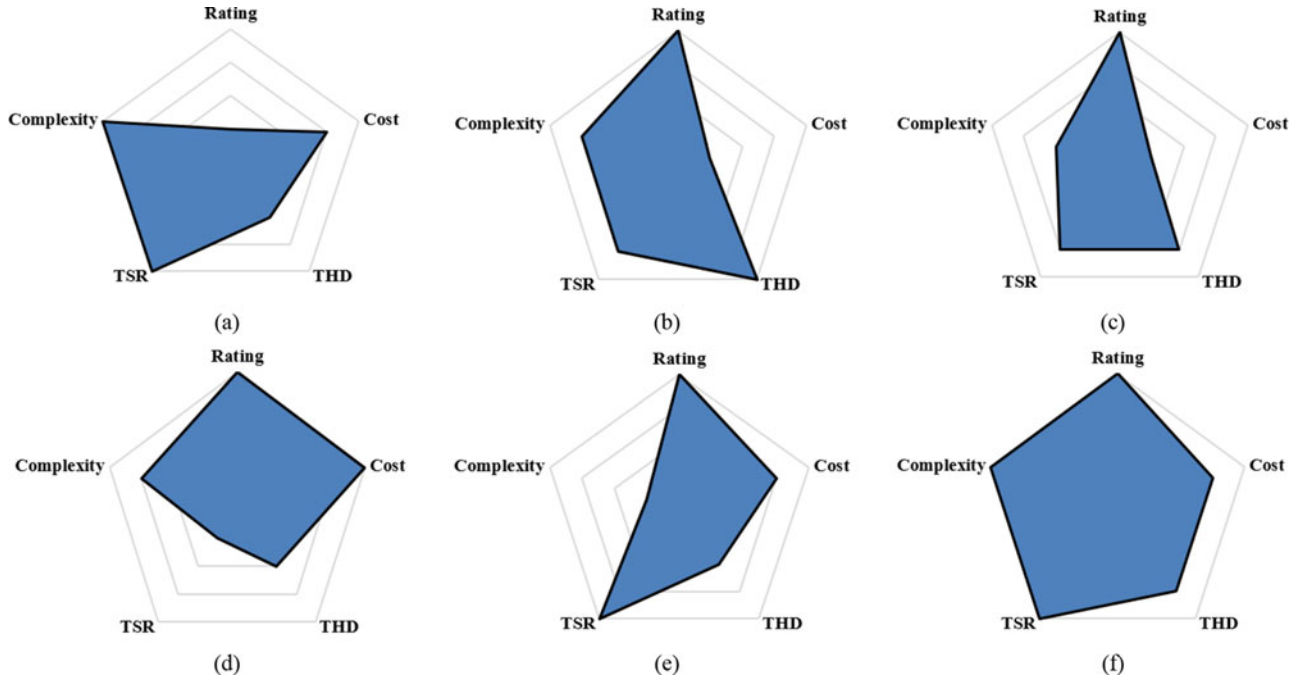 Rating
Complexity
Cost
TSR
THD
(a)
Rating
Complexity
Cost
TSR
THD
(b)
Rating
Complexity
Cost
TSR
THD
(c)
Rating
Complexity
Cost
TSR
THD
(d)
Rating
Complexity
Cost
TSR
THD
(e)
Rating
Complexity
Cost
TSR
THD
(f)